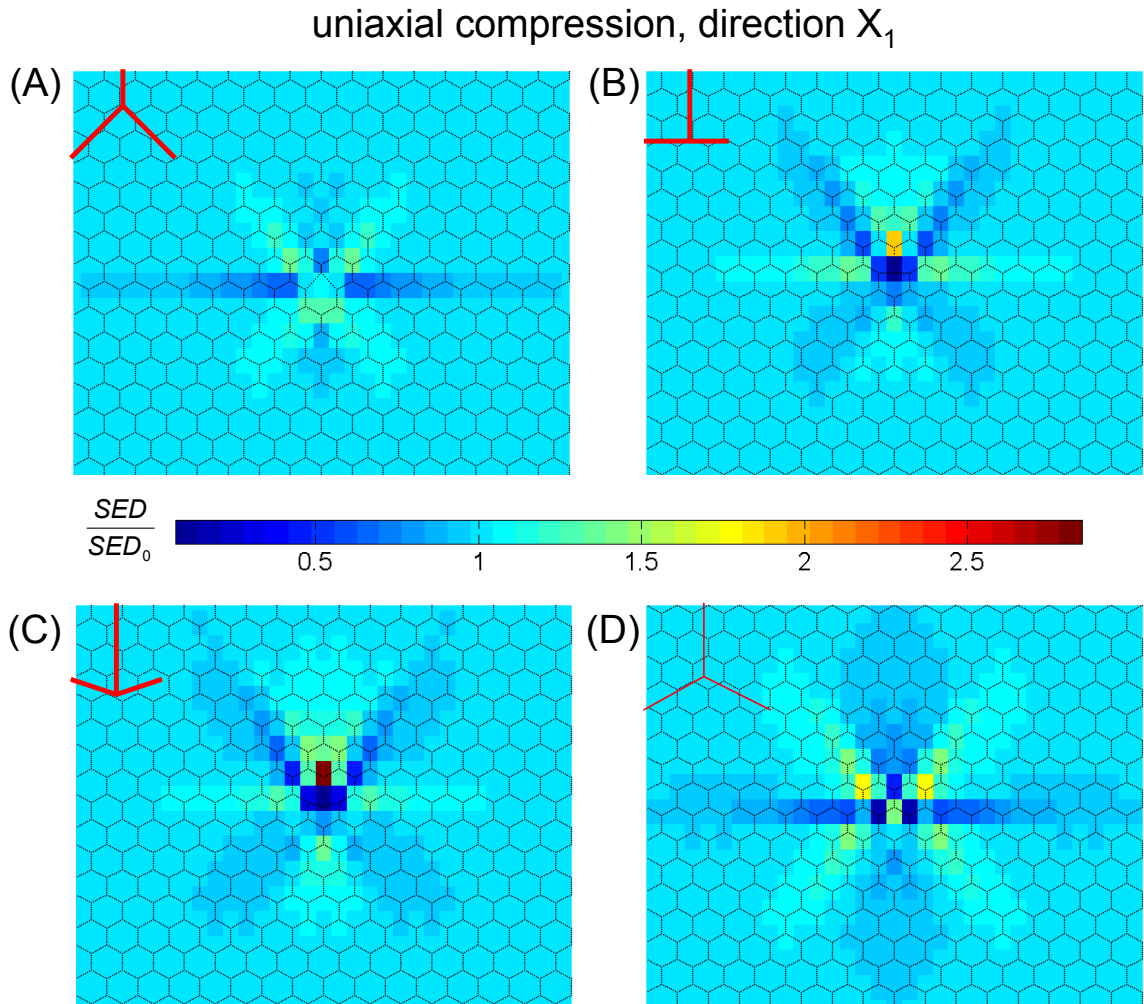 uniaxial compression, direction X₁
(A)
(B)
SED
SED₀
0.5 1 1.5 2 2.5
(C)
(D)